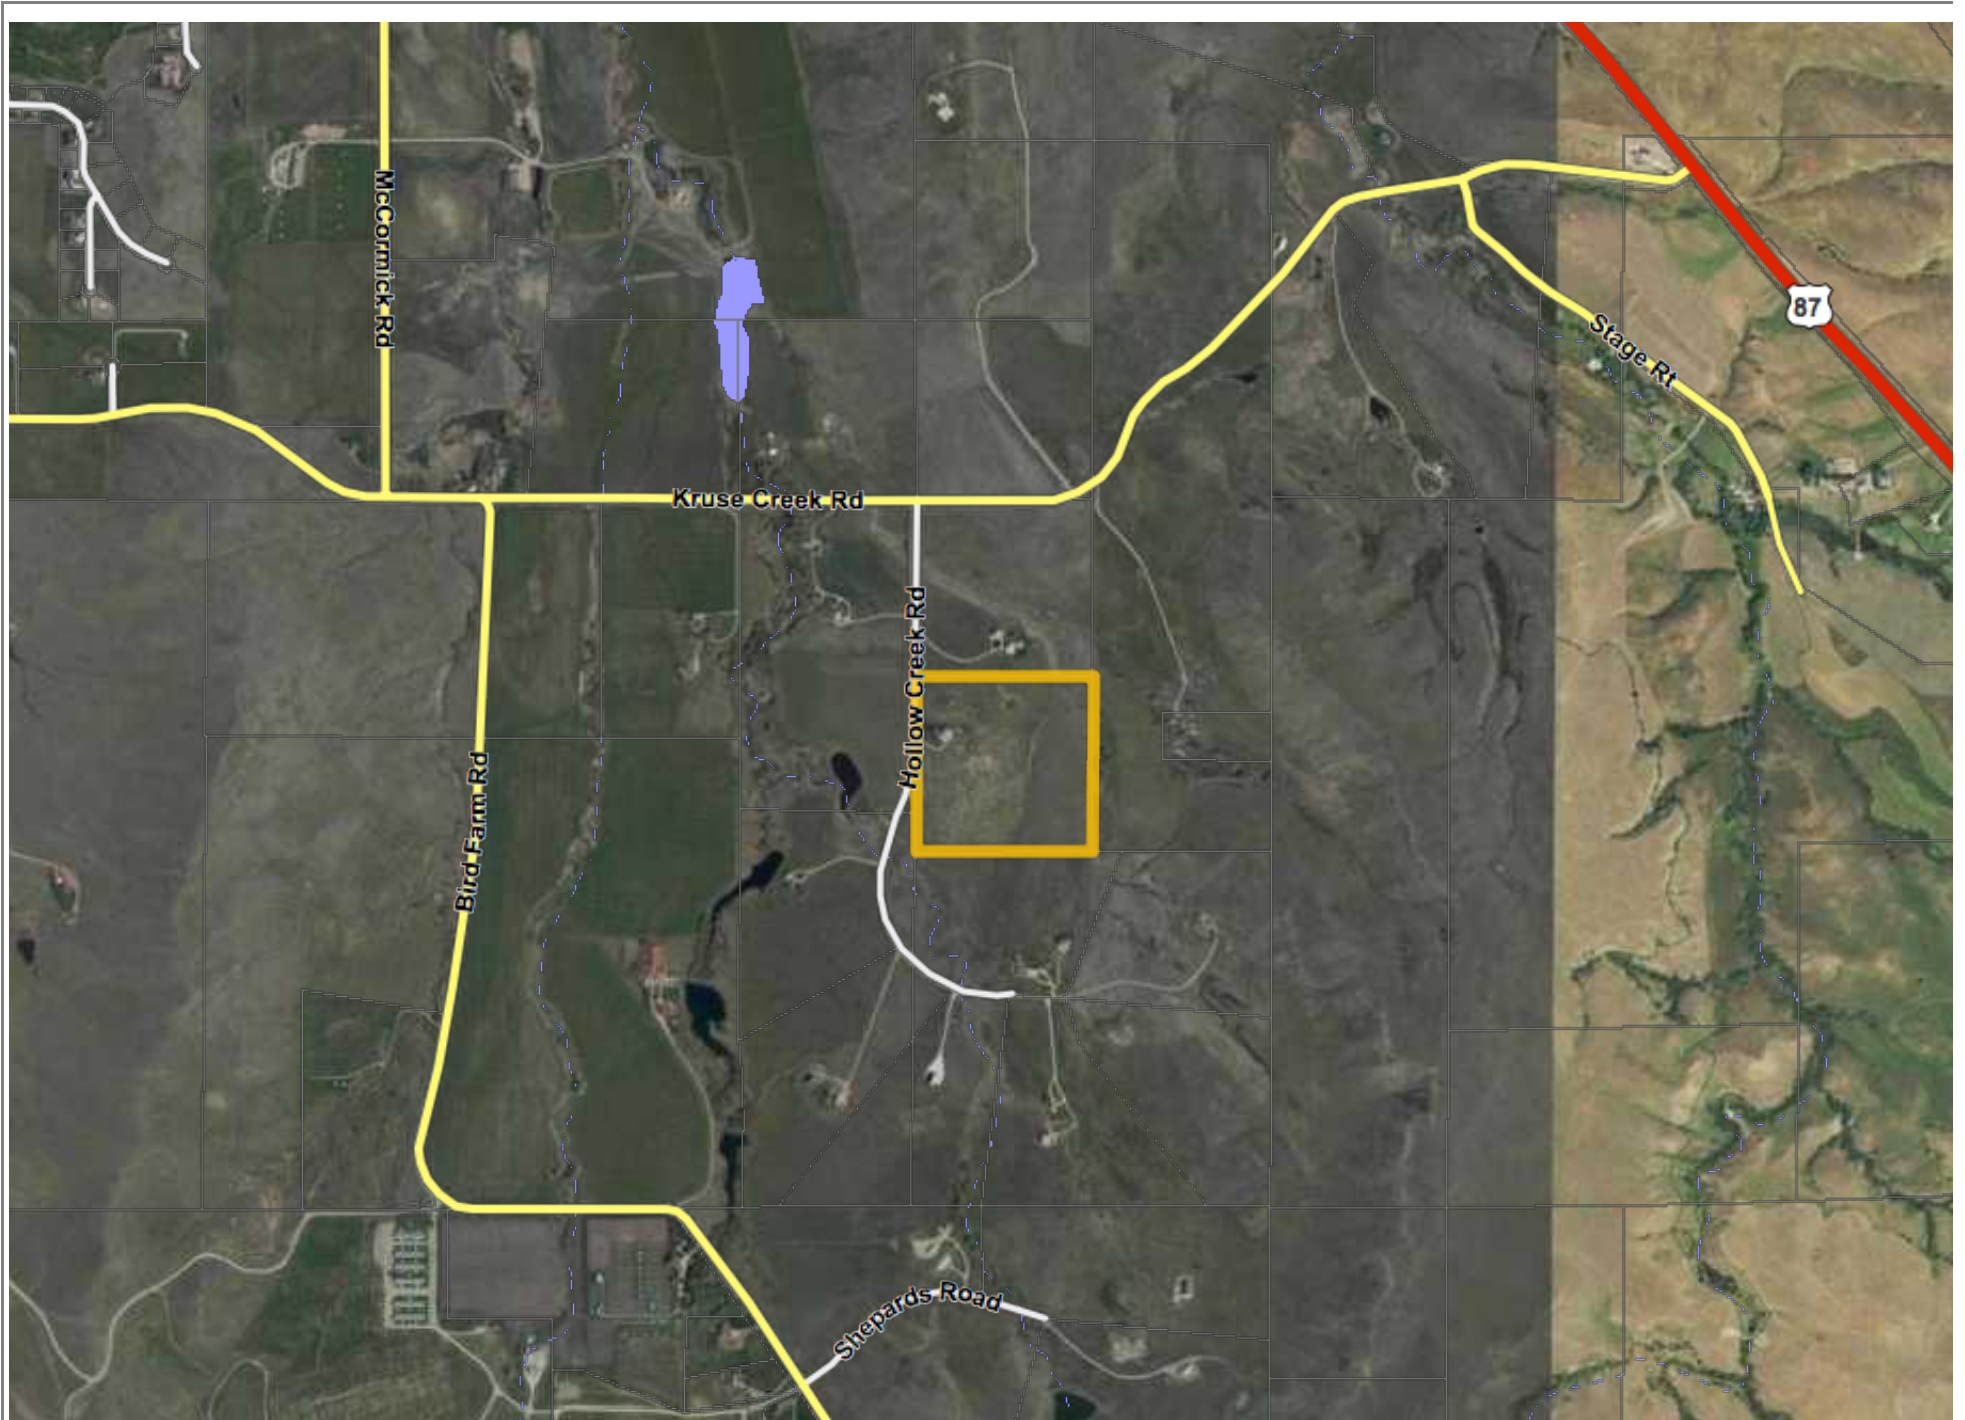 McCormick Rd
87
Stage Rt
Kruse Creek Rd
Hollow Creek Rd
Bird Farm Rd
Shepards Road